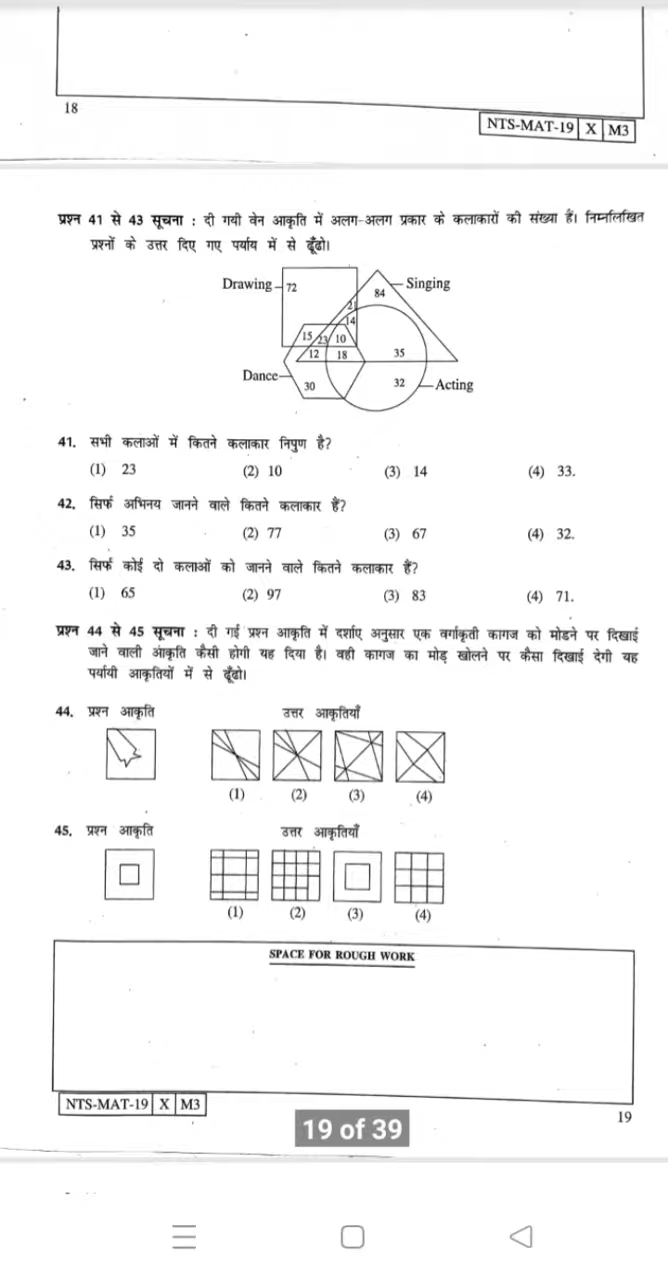 18
NTS-MAT-19 X M3
प्रश्न 41 से 43 सूचना : दी गयी वेन आकृति में अलग-अलग प्रकार के कलाकारों की संख्या हैं। निम्नलिखित
प्रश्नों के उत्तर दिए गए पर्याय में से ढूँढो।
Drawing 72
84 Singing
21
14
15 23 10
12 18 35
Dance
30 32 Acting
41. सभी कलाओं में कितने कलाकार निपुण है?
(1) 23 (2) 10 (3) 14 (4) 33.
42. सिर्फ अभिनय जानने वाले कितने कलाकार हैं?
(1) 35 (2) 77 (3) 67 (4) 32.
43. सिर्फ कोई दो कलाओं को जानने वाले कितने कलाकार हैं?
(1) 65 (2) 97 (3) 83 (4) 71.
प्रश्न 44 से 45 सूचना : दी गई प्रश्न आकृति में दर्शाए अनुसार एक वर्गाकृती कागज को मोडने पर दिखाई
जाने वाली आकृति कैसी होगी यह दिया है। वही कागज का मोड़ खोलने पर कैसा दिखाई देगी यह
पर्यायी आकृतियों में से ढूँढो।
44. प्रश्न आकृति उत्तर आकृतियाँ
(1) (2) (3) (4)
45. प्रश्न आकृति उत्तर आकृतियाँ
(1) (2) (3) (4)
SPACE FOR ROUGH WORK
NTS-MAT-19 X M3
19
19 of 39